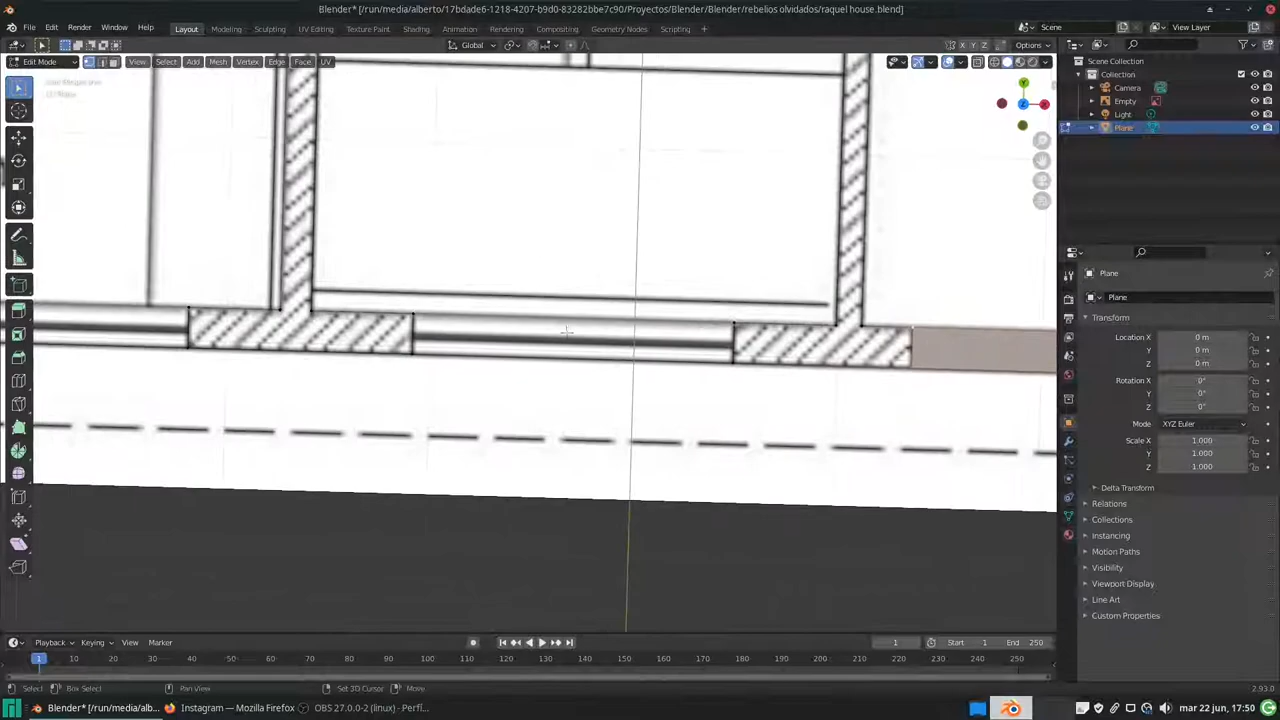 Blender* [/run/media/alberto/17bdade6-1218-4207-b9d0-83282bbe7c90/Proyectos/Blender/Blender/rebelios olvidados/raquel house.blend]
File Edit Render Window Help Layout Modeling Sculpting UV Editing Texture Paint Shading Animation Rendering Compositing Geometry Nodes Scripting Scene View Layer
Global X Y Z Options
Edit Mode View Select Add Mesh Vertex Edge Face UV
Scene Collection
Collection
Camera
Empty
Light
Plane
Y
Z X
Plane
Plane
Transform
Location X 0 m
Y 0 m
Z 0 m
Rotation X 0°
Y 0°
Z 0°
Mode XYZ Euler
Scale X 1.000
Y 1.000
Z 1.000
Delta Transform
Relations
Collections
Instancing
Motion Paths
Visibility
Viewport Display
Line Art
Custom Properties
Playback Keying View Marker 1 Start 1 End 250
1 10 20 30 40 50 60 70 80 90 100 110 120 130 140 150 160 170 180 190 200 210 220 230 240 250
Select Box Select Pan View Set 3D Cursor Move 2.93.0
Blender* [/run/media/alb... Instagram — Mozilla Firefox OBS 27.0.0-2 (linux) - Perfi... mar 22 jun, 17:50